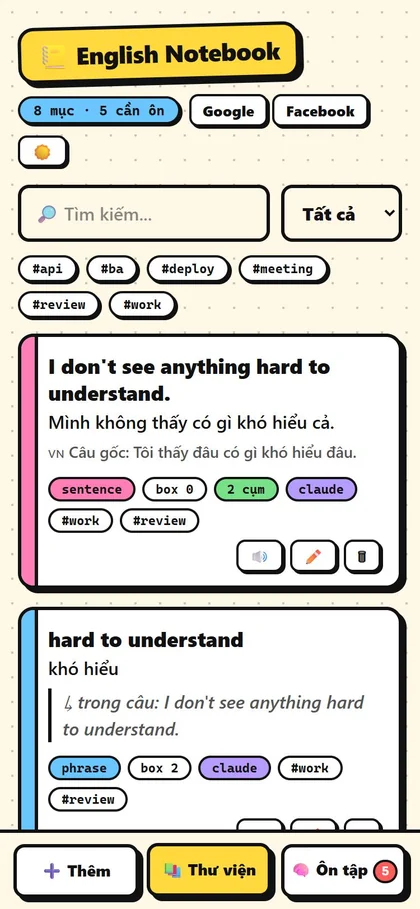 English Notebook
8 mục · 5 cần ôn
Google
Facebook
Tìm kiếm...
Tất cả
#api
#ba
#deploy
#meeting
#review
#work
I don't see anything hard to
understand.
Mình không thấy có gì khó hiểu cả.
VN Câu gốc: Tôi thấy đâu có gì khó hiểu đâu.
sentence
box 0
2 cụm
claude
#work
#review
hard to understand
khó hiểu
↳ trong câu: I don't see anything hard
to understand.
phrase
box 2
claude
#work
#review
Thêm
Thư viện
Ôn tập 5